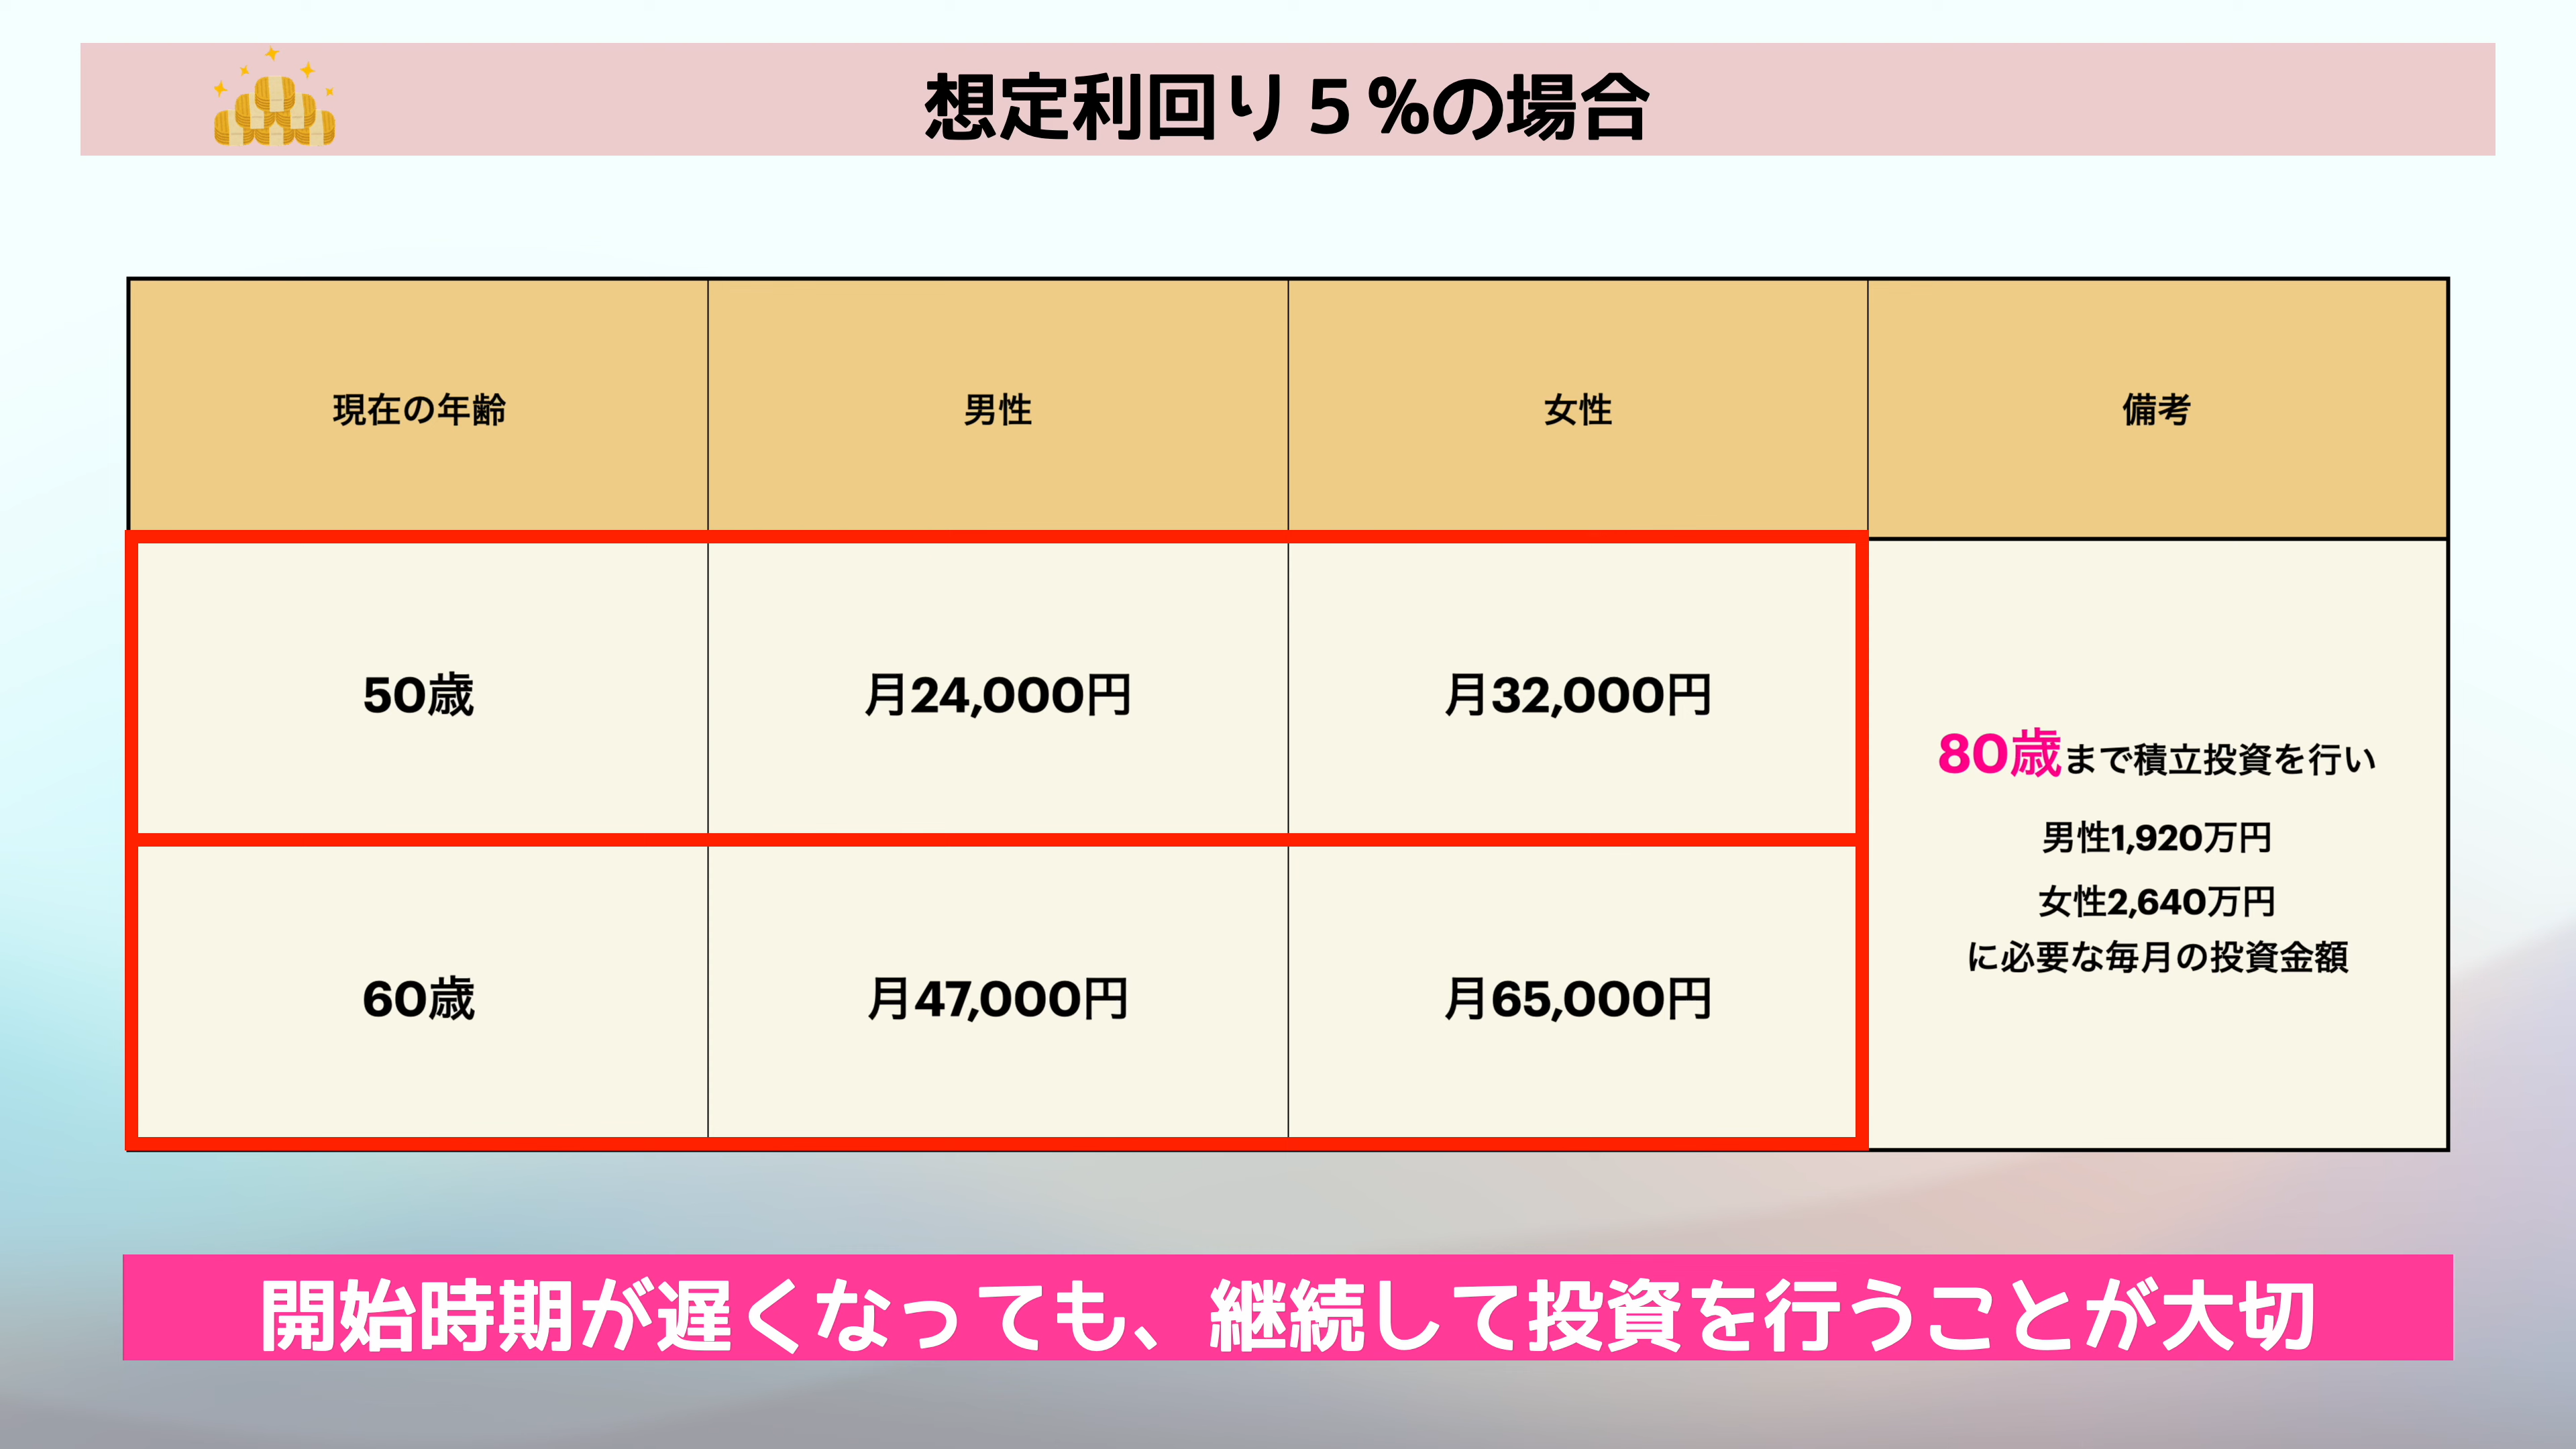 想定利回り５%の場合
現在の年齢
男性
女性
備考
50歳
月24,000円
月32,000円
60歳
月47,000円
月65,000円
80歳まで積立投資を行い
男性1,920万円
女性2,640万円
に必要な毎月の投資金額
開始時期が遅くなっても、継続して投資を行うことが大切